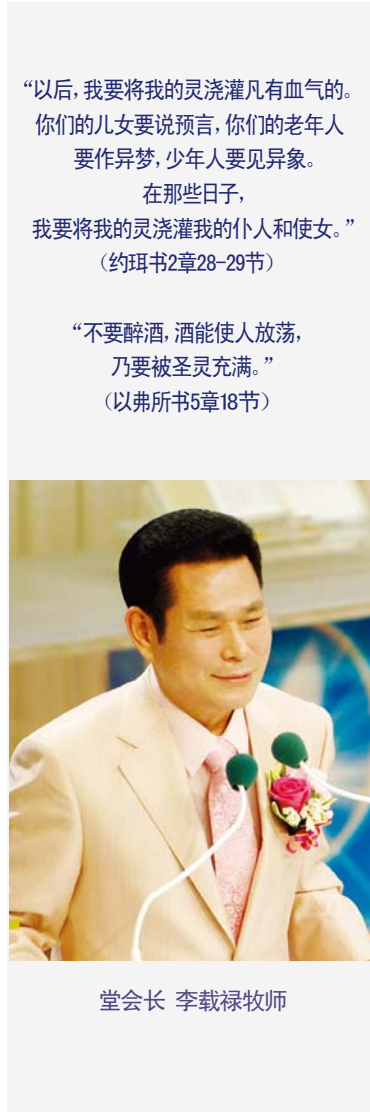 “以后, 我要将我的灵浇灌凡有血气的。
你们的儿女要说预言, 你们的老年人
要作异梦, 少年人要见异象。
在那些日子,
我要将我的灵浇灌我的仆人和使女。”
（约珥书2章28-29节）
“不要醉酒, 酒能使人放荡,
乃要被圣灵充满。”
（以弗所书5章18节）
堂会长 李载禄牧师